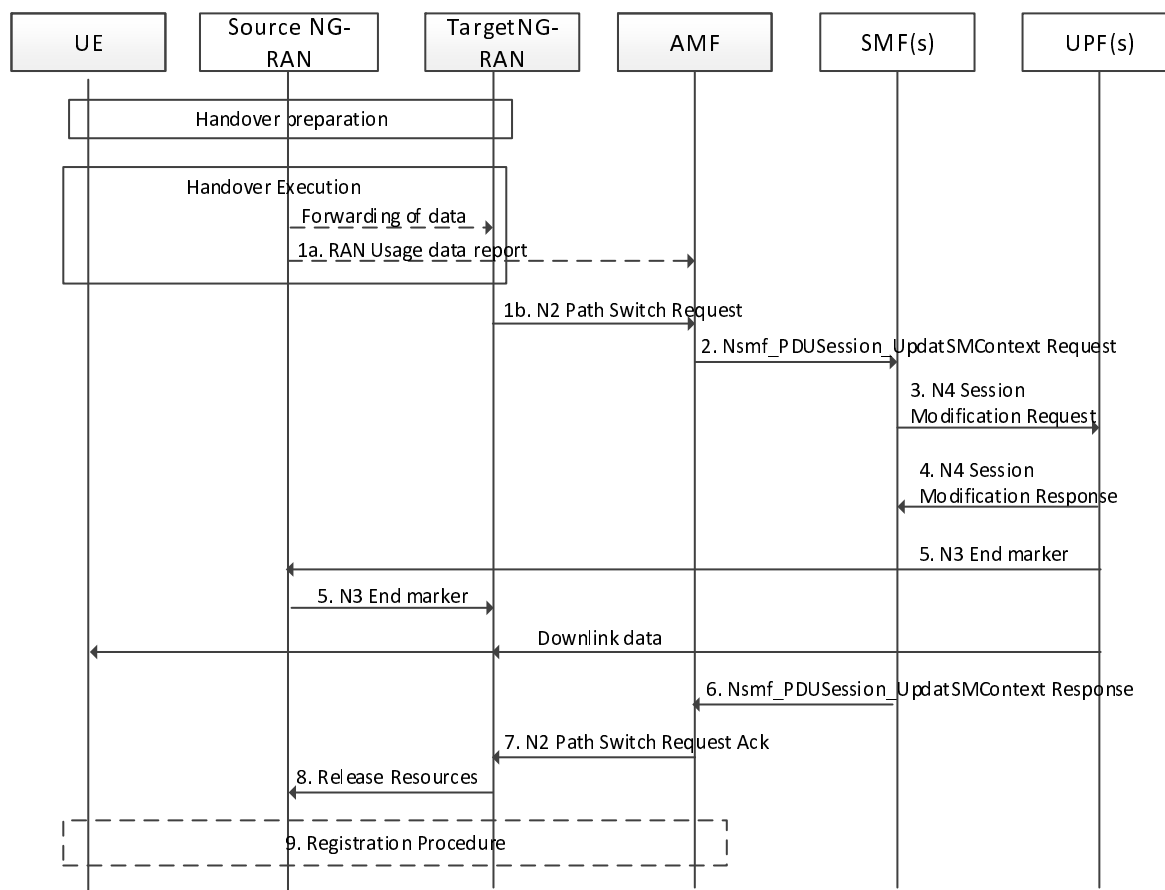 UE
Source NG-
RAN
TargetNG-
RAN
AMF
SMF(s)
UPF(s)
Handover preparation
Handover Execution
Forwarding of data
1a. RAN Usage data report
1b. N2 Path Switch Request
2. Nsmf_PDUSession_UpdatSMContext Request
3. N4 Session
Modification Request
4. N4 Session
Modification Response
5. N3 End marker
5. N3 End marker
Downlink data
6. Nsmf_PDUSession_UpdatSMContext Response
7. N2 Path Switch Request Ack
8. Release Resources
9. Registration Procedure